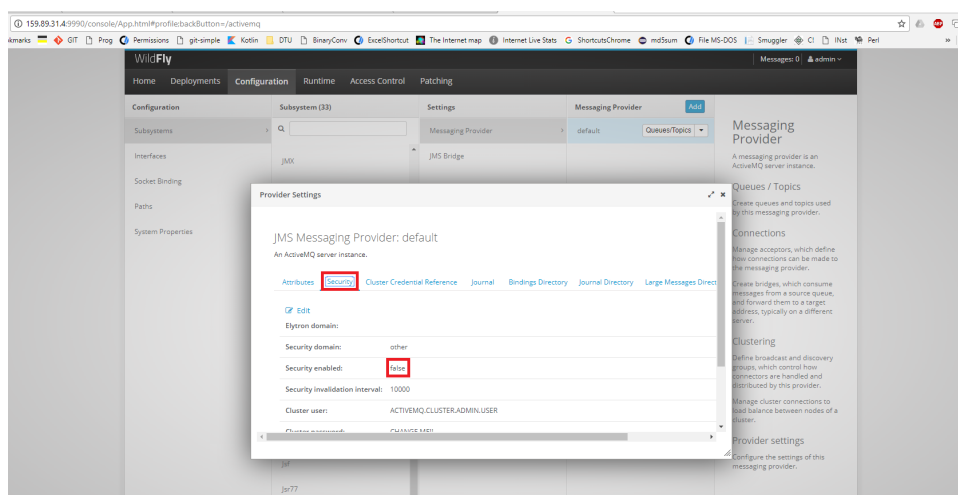 159.89.31.4:9990/console/App.html#profile;backButton=/activemq
okmarks GIT Prog Permissions git-simple Kotlin DTU BinaryConv ExcelShortcut The Internet map Internet Live Stats ShortcutsChrome md5sum File MS-DOS Smuggler C! INst Perl »
WildFly Messages: 0 admin
Home Deployments Configuration Runtime Access Control Patching
Configuration Subsystem (33) Settings Messaging Provider Add
Subsystems Messaging Provider default Queues/Topics
Interfaces JMX JMS Bridge
Socket Binding
Paths
System Properties
Messaging
Provider
A messaging provider is an
ActiveMQ server instance.
Queues / Topics
Create queues and topics used
by this messaging provider.
Connections
Manage acceptors, which define
how connections can be made to
the messaging provider.
Create bridges, which consume
messages from a source queue,
and forward them to a target
address, typically on a different
server.
Clustering
Define broadcast and discovery
groups, which control how
connectors are handled and
distributed by this provider.
Manage cluster connections to
load balance between nodes of a
cluster.
Provider settings
Configure the settings of this
messaging provider.
Provider Settings
JMS Messaging Provider: default
An ActiveMQ server instance.
Attributes Security Cluster Credential Reference Journal Bindings Directory Journal Directory Large Messages Direct
Edit
Elytron domain:
Security domain: other
Security enabled: false
Security invalidation interval: 10000
Cluster user: ACTIVEMQ.CLUSTER.ADMIN.USER
Cluster password: CHANGE.ME!!
Jsf
Jsr77